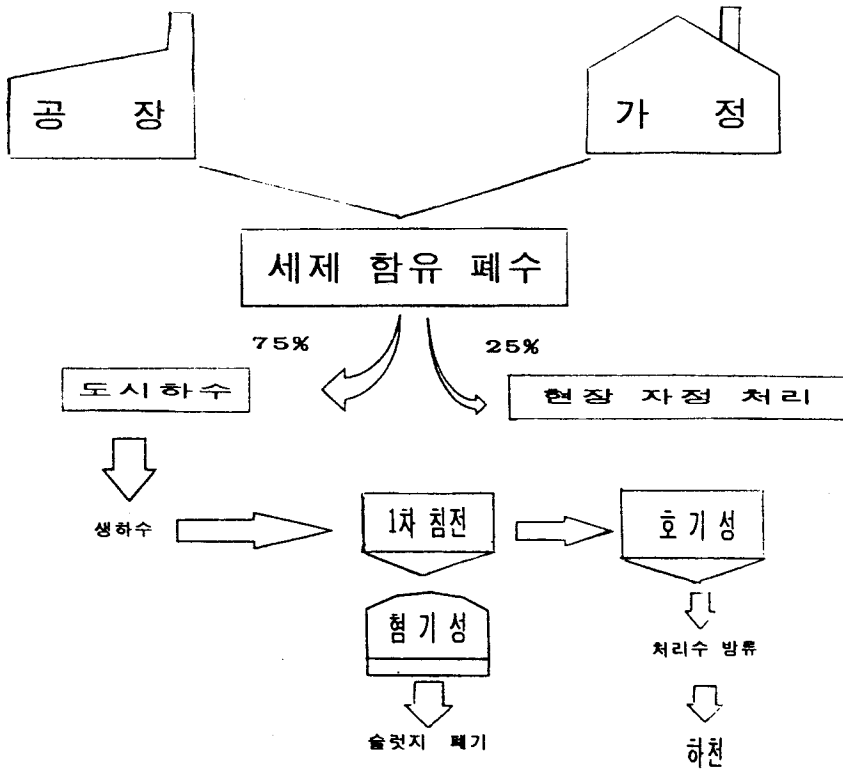 공 장
가 정
세제 함유 폐수
75%
25%
도시하수
현장 자정 처리
생하수
1차 침전
호기성
혐기성
처리수 방류
슬럿지 폐기
하천